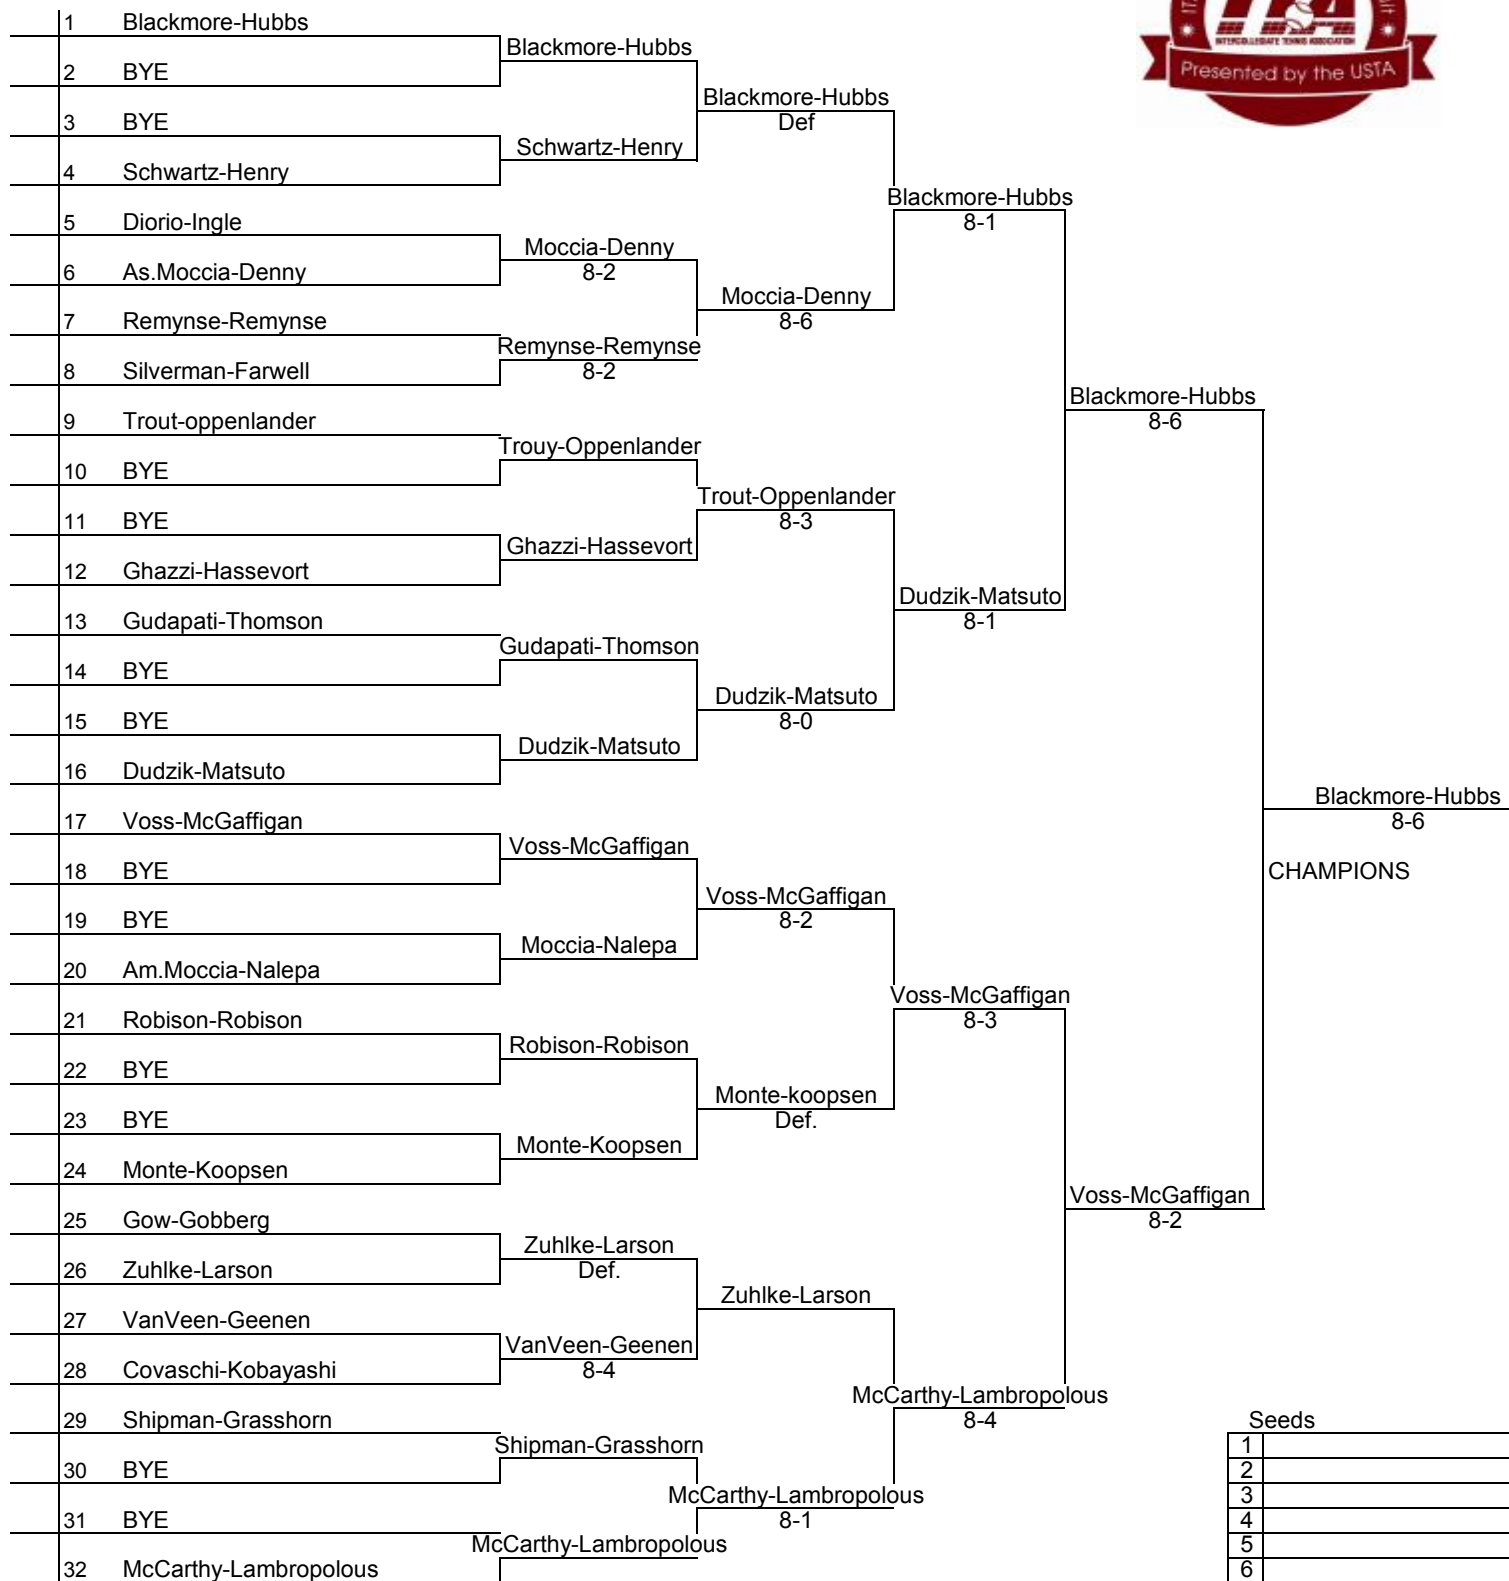 1 Blackmore-Hubbs
2 BYE
3 BYE
4 Schwartz-Henry
5 Diorio-Ingle
6 As.Moccia-Denny
7 Remynse-Remynse
8 Silverman-Farwell
9 Trout-oppenlander
10 BYE
11 BYE
12 Ghazzi-Hassevort
13 Gudapati-Thomson
14 BYE
15 BYE
16 Dudzik-Matsuto
17 Voss-McGaffigan
18 BYE
19 BYE
20 Am.Moccia-Nalepa
21 Robison-Robison
22 BYE
23 BYE
24 Monte-Koopsen
25 Gow-Gobberg
26 Zuhlke-Larson
27 VanVeen-Geenen
28 Covaschi-Kobayashi
29 Shipman-Grasshorn
30 BYE
31 BYE
32 McCarthy-Lambropolous
Blackmore-Hubbs
Schwartz-Henry
Moccia-Denny
8-2
Remynse-Remynse
8-2
Trouy-Oppenlander
Ghazzi-Hassevort
Gudapati-Thomson
Dudzik-Matsuto
Voss-McGaffigan
Moccia-Nalepa
Robison-Robison
Monte-Koopsen
Zuhlke-Larson
Def.
VanVeen-Geenen
8-4
Shipman-Grasshorn
McCarthy-Lambropolous
Blackmore-Hubbs
Def
Moccia-Denny
8-6
Trout-Oppenlander
8-3
Dudzik-Matsuto
8-0
Voss-McGaffigan
8-2
Monte-koopsen
Def.
Zuhlke-Larson
McCarthy-Lambropolous
8-1
Blackmore-Hubbs
8-1
Dudzik-Matsuto
8-1
Voss-McGaffigan
8-3
McCarthy-Lambropolous
8-4
Blackmore-Hubbs
8-6
Voss-McGaffigan
8-2
Blackmore-Hubbs
8-6
CHAMPIONS
ITA
INTERCOLLEGIATE TENNIS ASSOCIATION
Presented by the USTA
Seeds
1
2
3
4
5
6